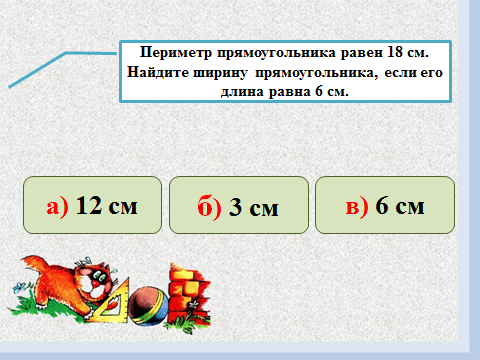 Периметр прямоугольника равен 18 см.
Найдите ширину прямоугольника, если его
длина равна 6 см.
а) 12 см
б) 3 см
в) 6 см